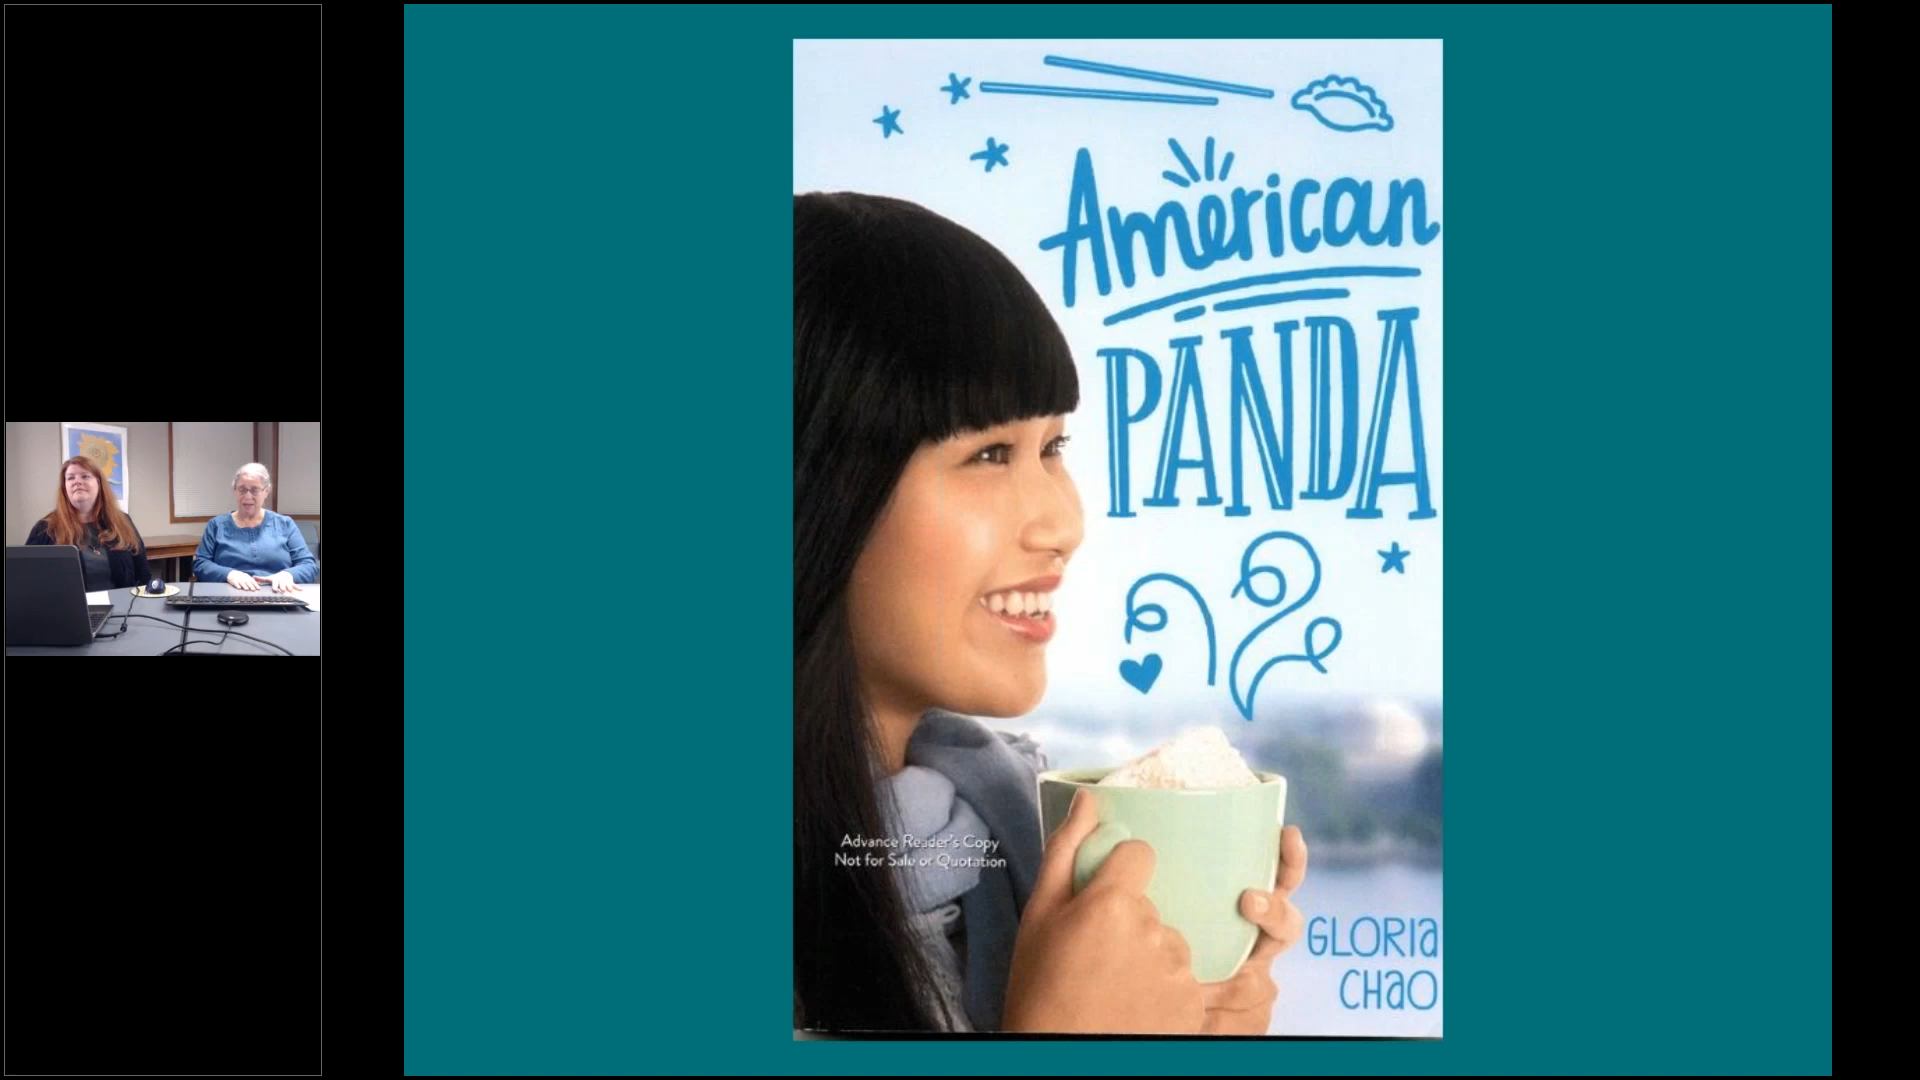 American
PANDA
Advance Reader's Copy
Not for Sale or Quotation
GLORIA
CHAO